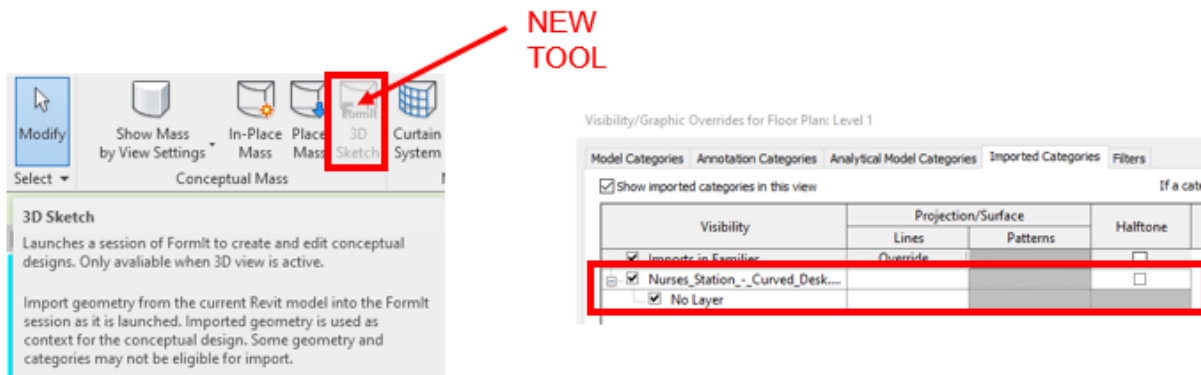 NEW
TOOL
Modify
Show Mass
by View Settings
In-Place
Mass
Place
Mass
FormIt
3D
Sketch
Curtain
System
Select
Conceptual Mass
3D Sketch
Launches a session of FormIt to create and edit conceptual
designs. Only avaliable when 3D view is active.
Import geometry from the current Revit model into the FormIt
session as it is launched. Imported geometry is used as
context for the conceptual design. Some geometry and
categories may not be eligible for import.
Visibility/Graphic Overrides for Floor Plan: Level 1
Model Categories Annotation Categories Analytical Model Categories Imported Categories Filters
Show imported categories in this view
If a cate
Visibility
Projection/Surface
Halftone
Lines
Patterns
Imports in Families
Override
Nurses_Station_-_Curved_Desk....
No Layer